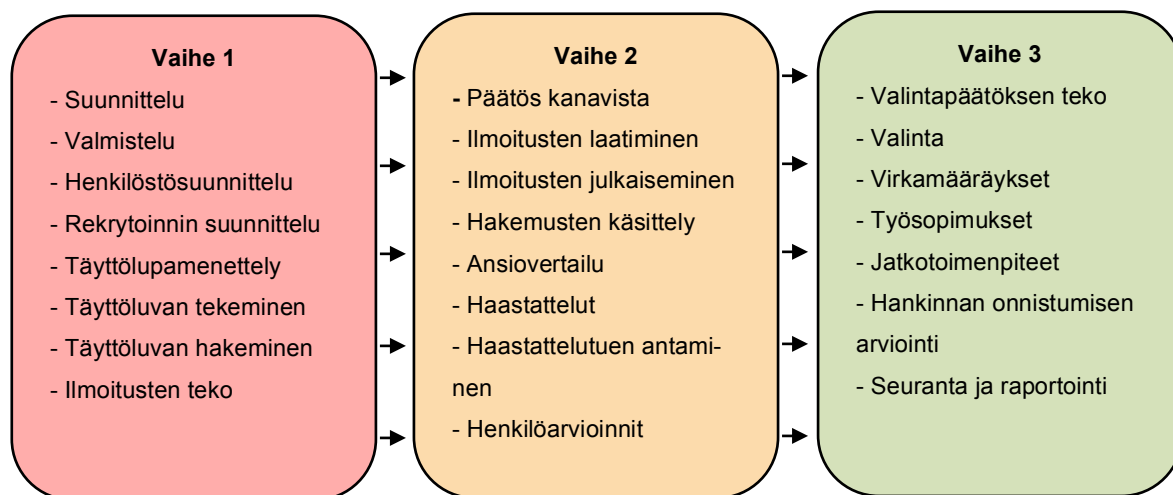 Vaihe 1
- Suunnittelu
- Valmistelu
- Henkilöstösuunnittelu
- Rekrytoinnin suunnittelu
- Täyttölupamenettely
- Täyttöluvan tekeminen
- Täyttöluvan hakeminen
- Ilmoitusten teko
Vaihe 2
- Päätös kanavista
- Ilmoitusten laatiminen
- Ilmoitusten julkaiseminen
- Hakemusten käsittely
- Ansiovertailu
- Haastattelut
- Haastattelutuen antami-
nen
- Henkilöarvioinnit
Vaihe 3
- Valintapäätöksen teko
- Valinta
- Virkamääräykset
- Työsopimukset
- Jatkotoimenpiteet
- Hankinnan onnistumisen
arviointi
- Seuranta ja raportointi